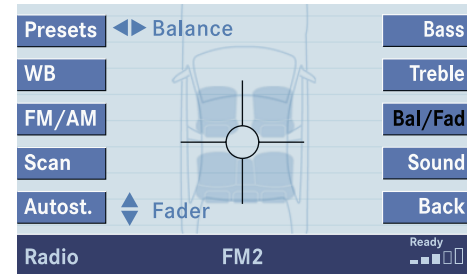 Presets
Balance
Bass
WB
Treble
FM/AM
Bal/Fad
Scan
Sound
Autost.
Fader
Back
Radio
FM2
Ready